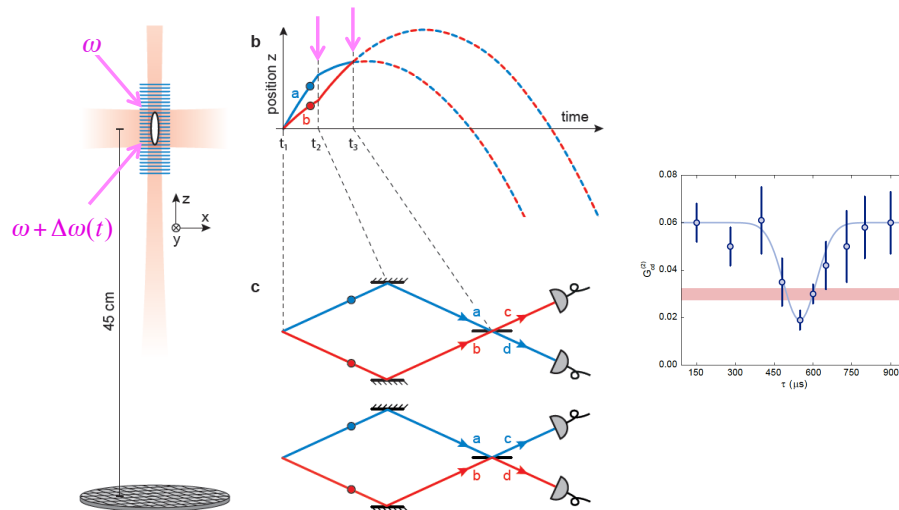 ω
ω + Δω(t)
45 cm
z
y
x
b
position z
a
b
t1
t2
t3
time
c
a
b
c
d
a
b
c
d
G(2)cd
0.08
0.06
0.04
0.02
0.00
150 300 450 600 750 900
τ (μs)